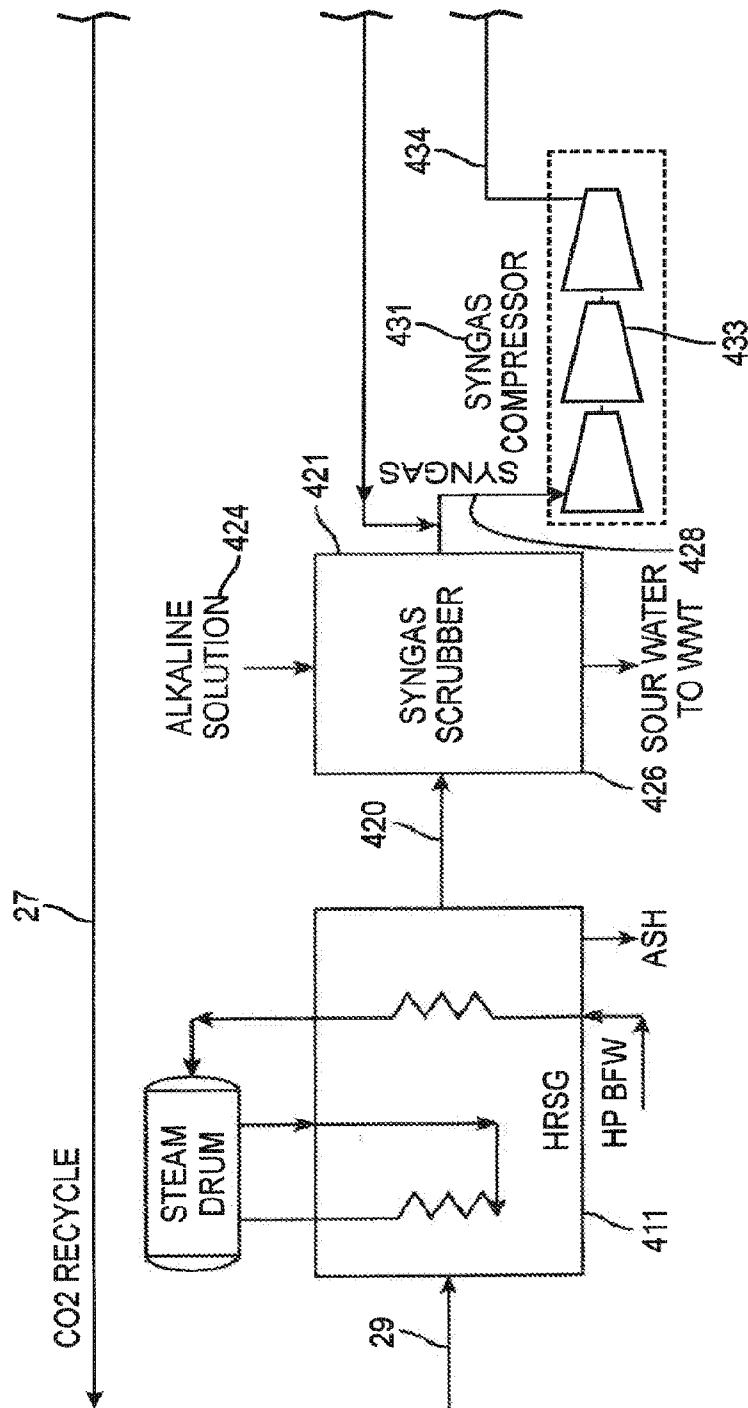 CO2 RECYCLE
27
STEAM
DRUM
29
HRSG
411
HP BFW
ASH
420
ALKALINE
SOLUTION
424
SYNGAS
SCRUBBER
421
426
SOUR WATER
TO WWT
SYNGAS
428
431
SYNGAS
COMPRESSOR
433
434